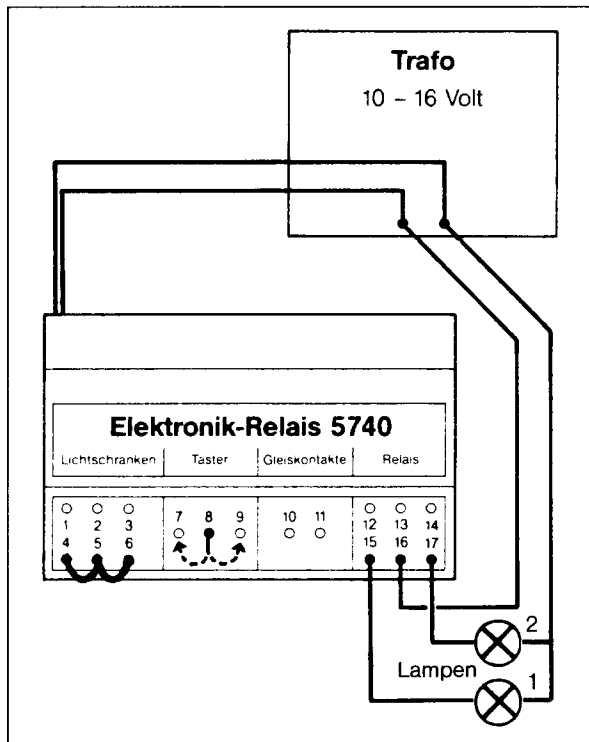 Trafo
10 – 16 Volt
Elektronik-Relais 5740
Lichtschranken Taster Gleiskontakte Relais
1 2 3 7 8 9 10 11 12 13 14
4 5 6 15 16 17
2
Lampen
1